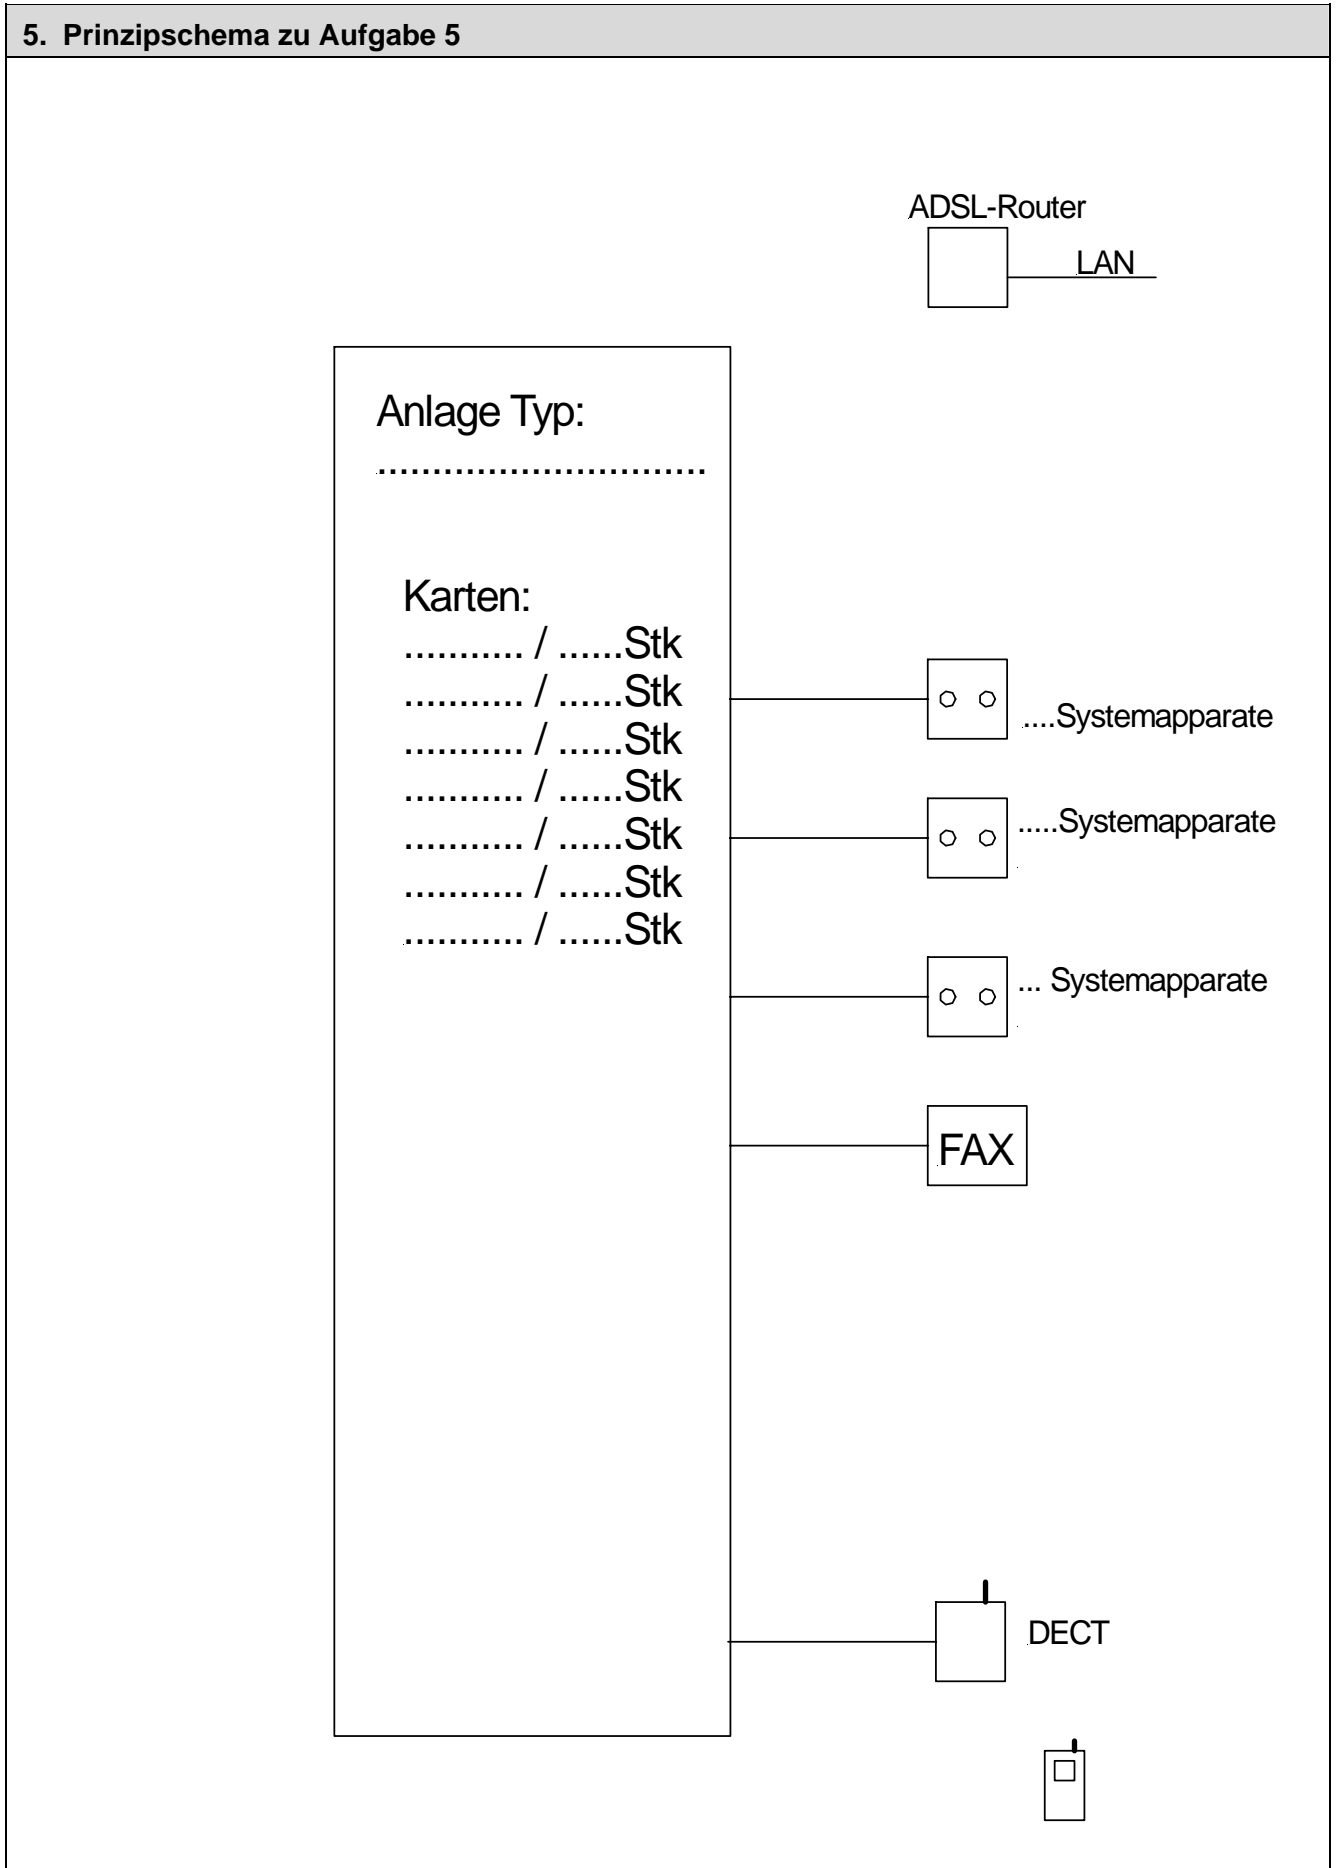 5. Prinzipschema zu Aufgabe 5
ADSL-Router
LAN
Anlage Typ:
..............................
Karten:
........... / ......Stk
........... / ......Stk
........... / ......Stk
........... / ......Stk
........... / ......Stk
........... / ......Stk
........... / ......Stk
....Systemapparate
.....Systemapparate
... Systemapparate
FAX
DECT